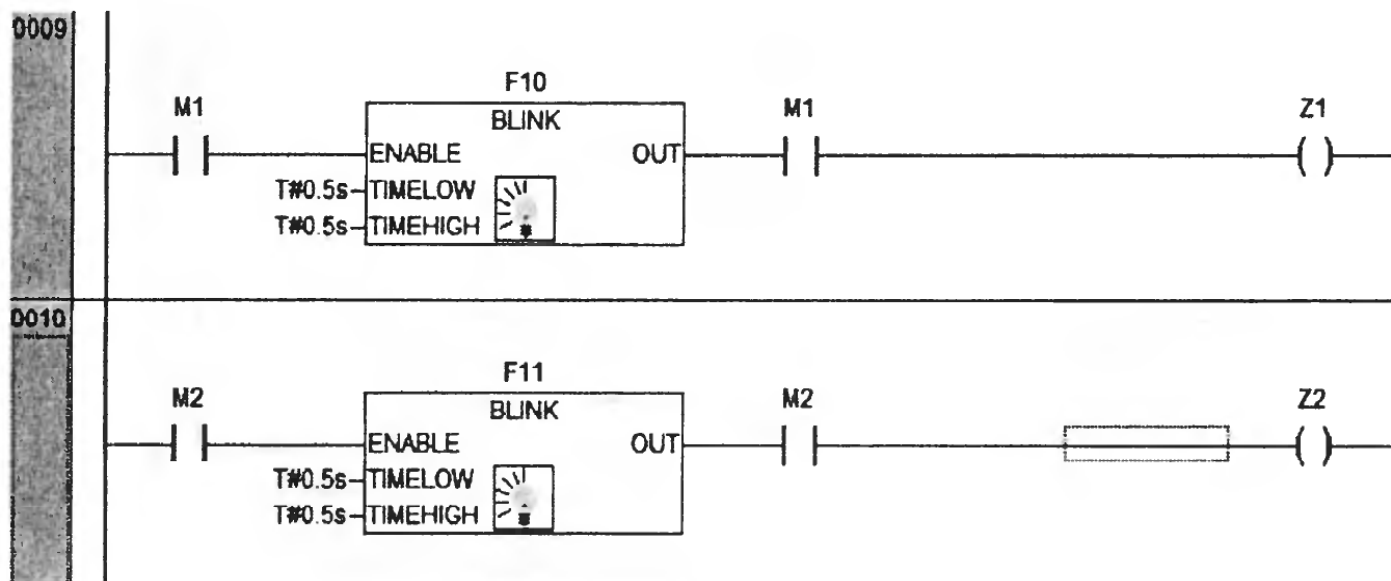 0009
F10
M1 BLINK M1 Z1
ENABLE OUT
T#0.5s TIMELOW
T#0.5s TIMEHIGH
0010
F11
M2 BLINK M2 Z2
ENABLE OUT
T#0.5s TIMELOW
T#0.5s TIMEHIGH